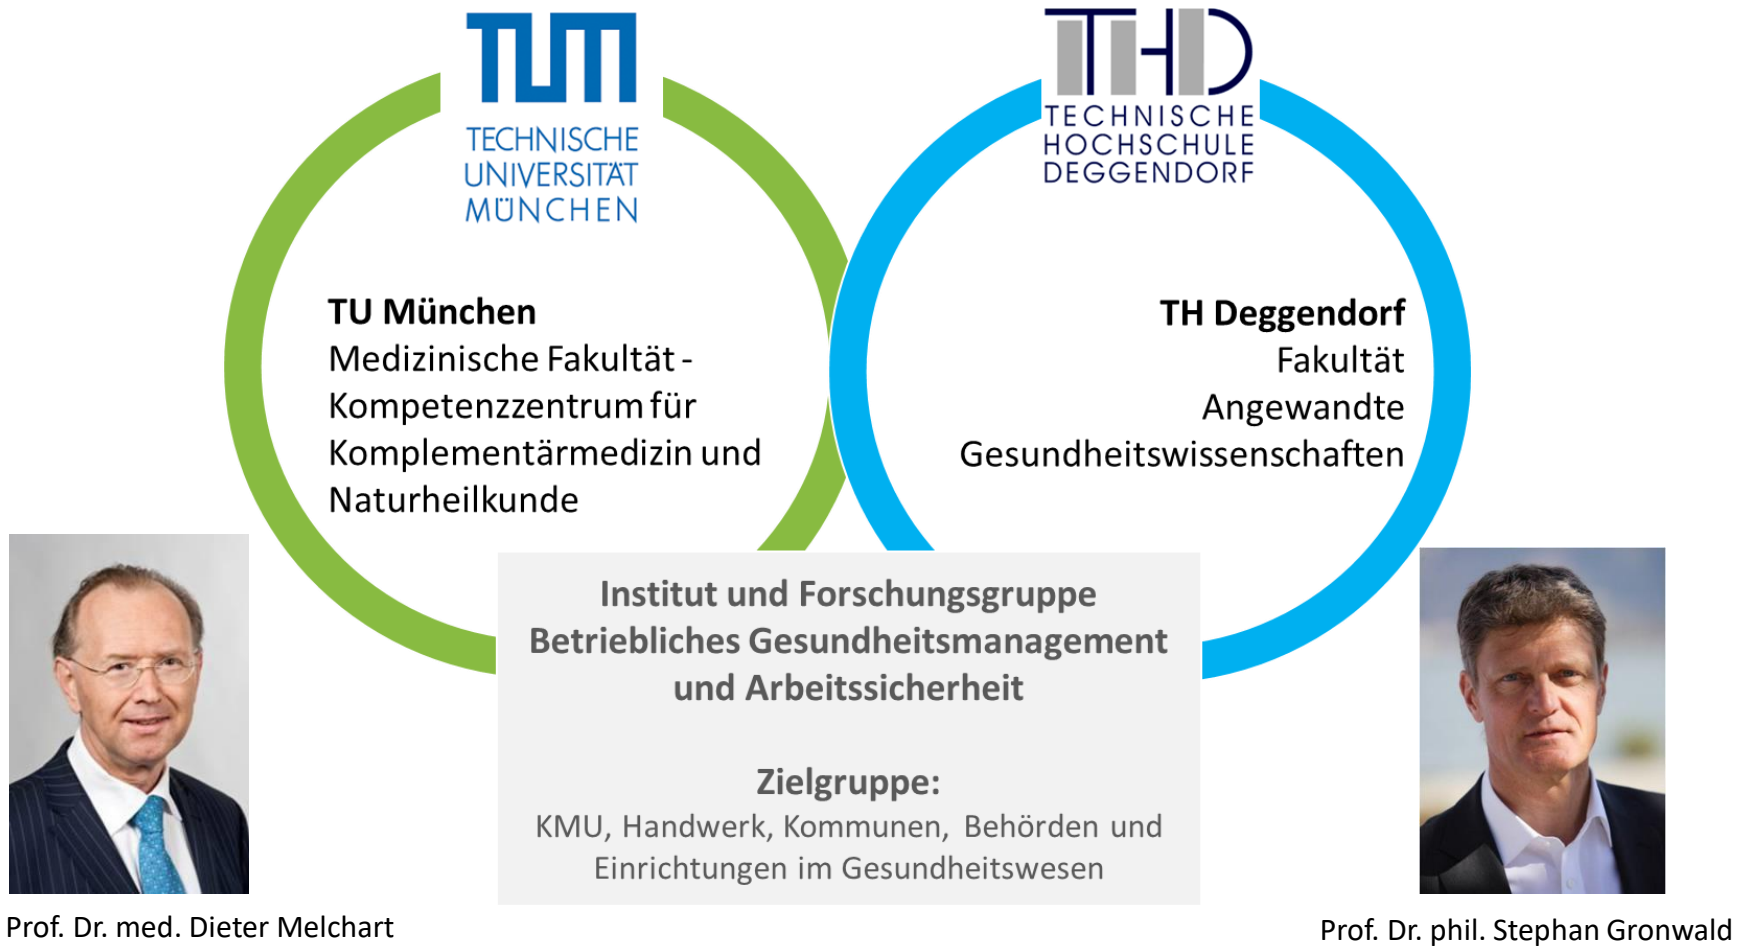 TUM
TECHNISCHE
UNIVERSITÄT
MÜNCHEN
THD
TECHNISCHE
HOCHSCHULE
DEGGENDORF
TU München
Medizinische Fakultät -
Kompetenzzentrum für
Komplementärmedizin und
Naturheilkunde
TH Deggendorf
Fakultät
Angewandte
Gesundheitswissenschaften
Institut und Forschungsgruppe
Betriebliches Gesundheitsmanagement
und Arbeitssicherheit
Zielgruppe:
KMU, Handwerk, Kommunen, Behörden und
Einrichtungen im Gesundheitswesen
Prof. Dr. med. Dieter Melchart
Prof. Dr. phil. Stephan Gronwald